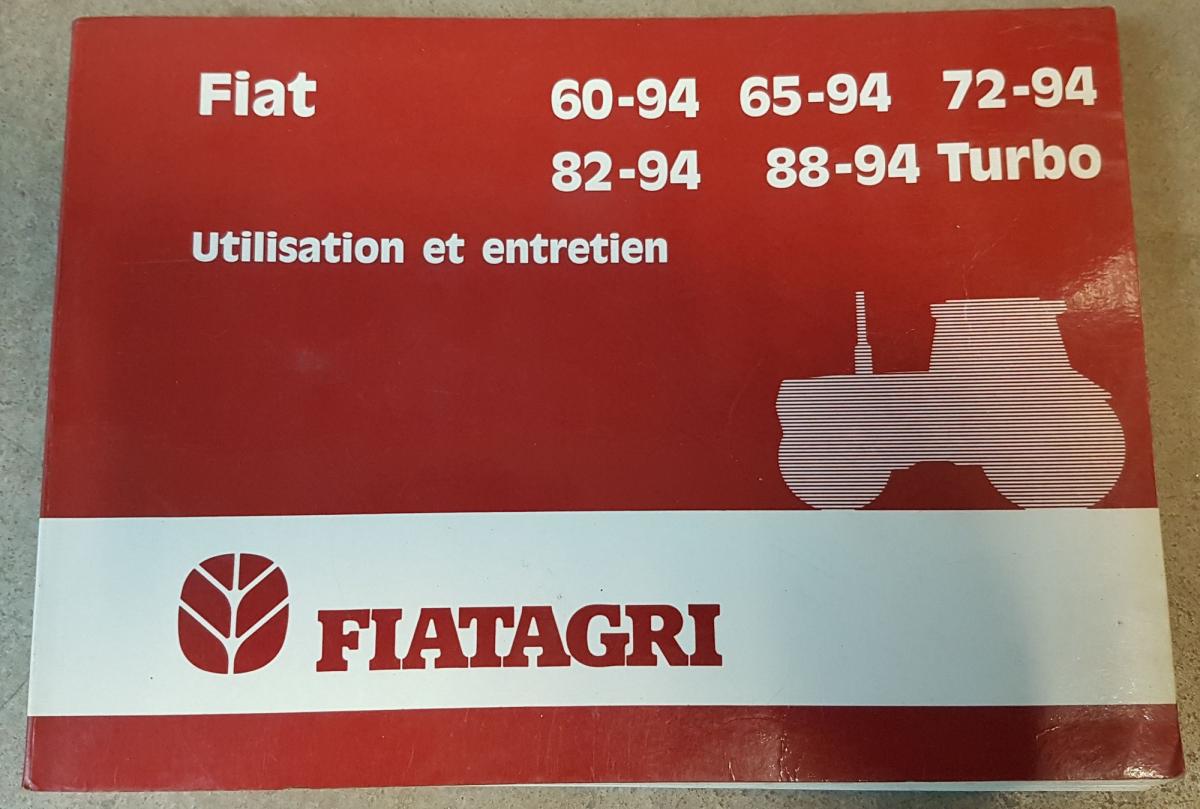 Fiat 60-94 65-94 72-94
82-94 88-94 Turbo
Utilisation et entretien
FIATAGRI